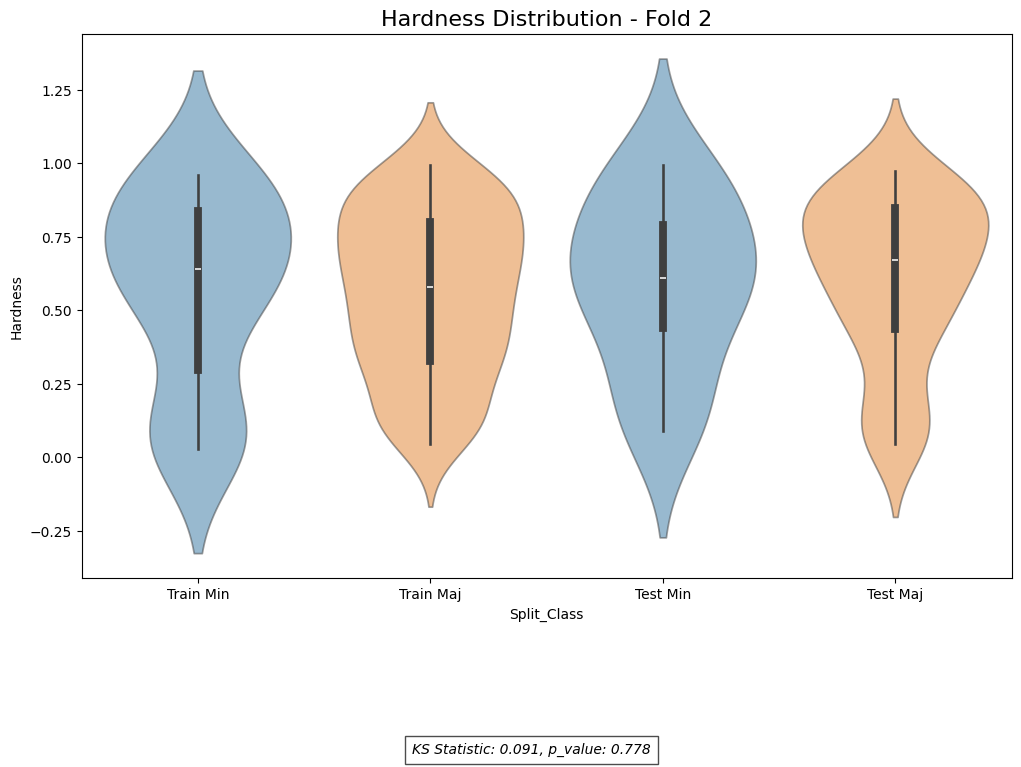 Hardness Distribution - Fold 2
1.25
1.00
0.75
0.50
0.25
0.00
−0.25
Hardness
Train Min
Train Maj
Test Min
Test Maj
Split_Class
KS Statistic: 0.091, p_value: 0.778